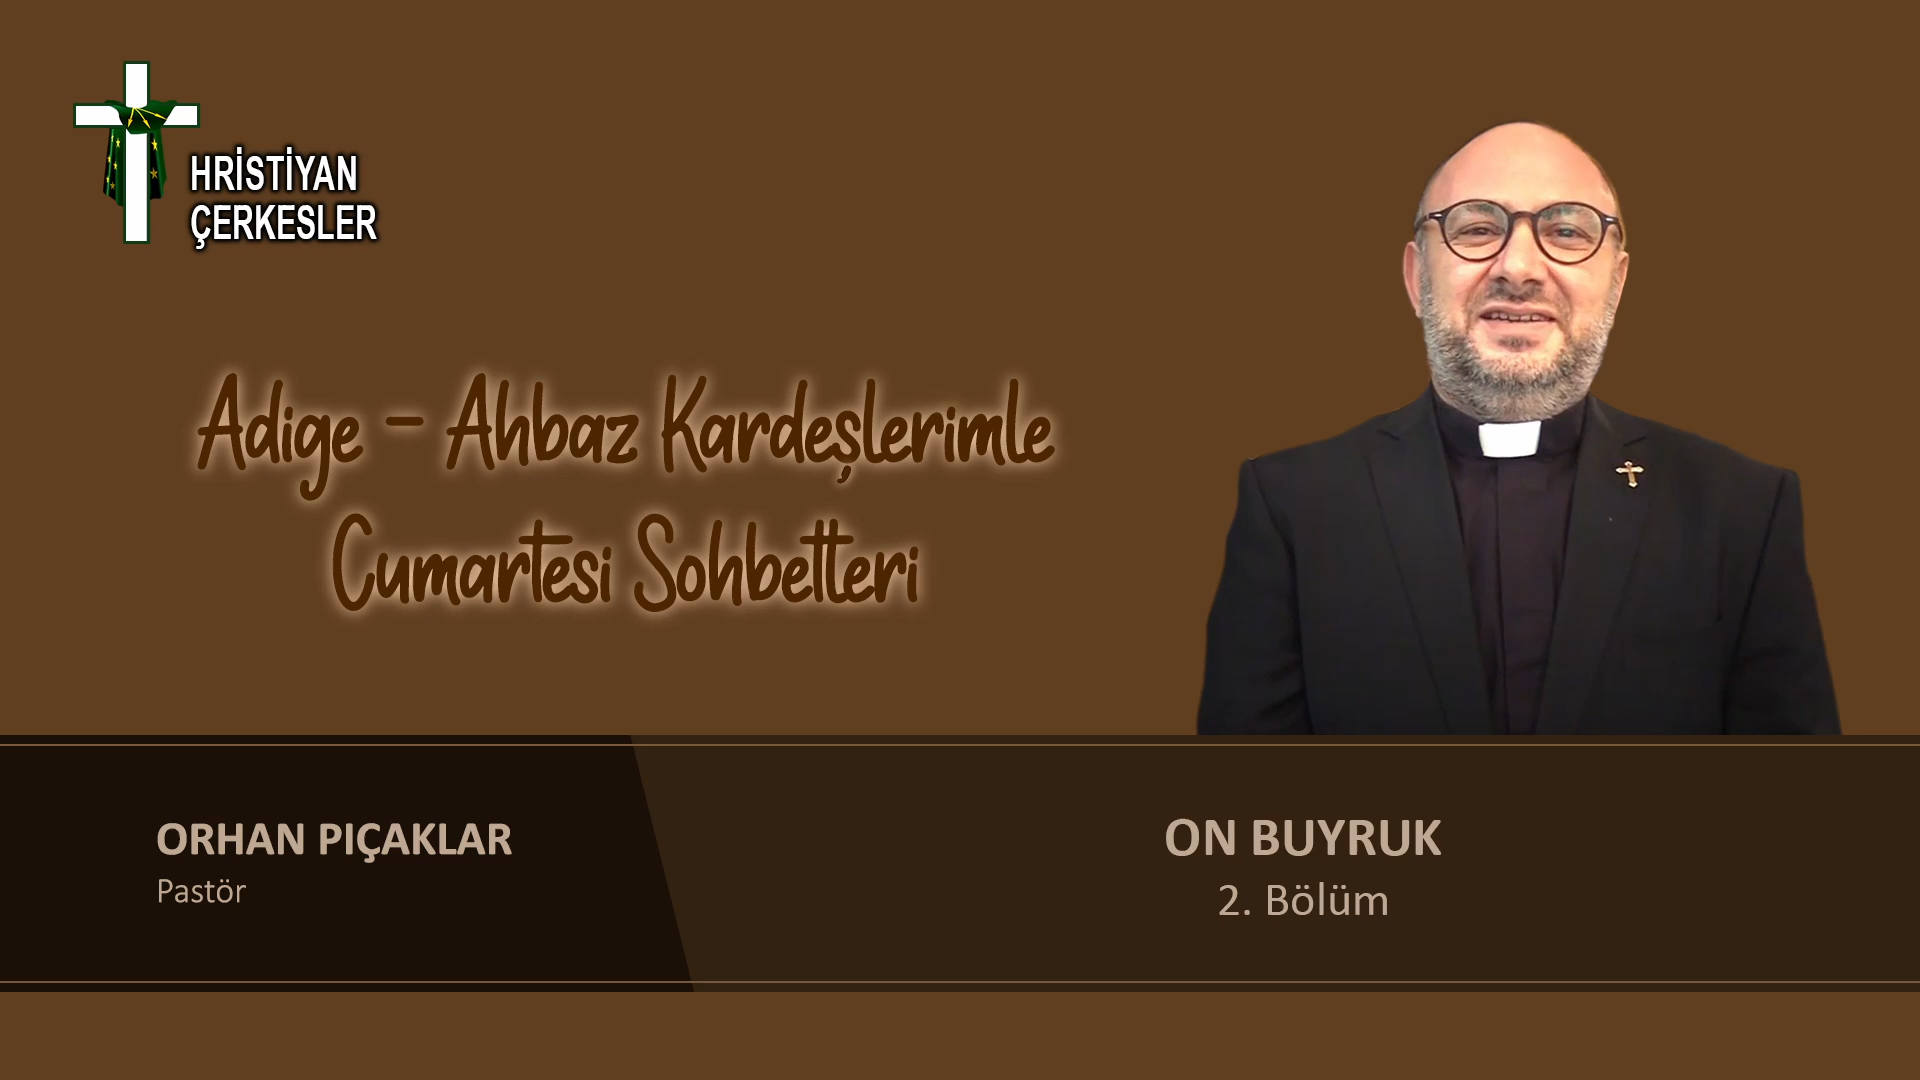 HRİSTİYAN
ÇERKESLER
Adige - Ahbaz Kardeşlerimle
Cumartesi Sohbetleri
ORHAN PIÇAKLAR
Pastör
ON BUYRUK
2. Bölüm